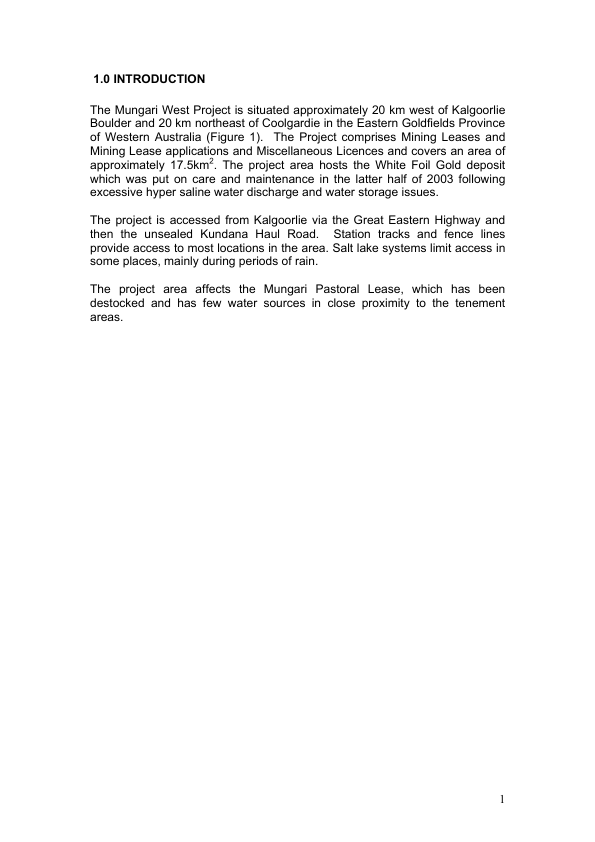 1.0 INTRODUCTION
The Mungari West Project is situated approximately 20 km west of Kalgoorlie
Boulder and 20 km northeast of Coolgardie in the Eastern Goldfields Province
of Western Australia (Figure 1).  The Project comprises Mining Leases and
Mining Lease applications and Miscellaneous Licences and covers an area of
approximately 17.5km². The project area hosts the White Foil Gold deposit
which was put on care and maintenance in the latter half of 2003 following
excessive hyper saline water discharge and water storage issues.
The project is accessed from Kalgoorlie via the Great Eastern Highway and
then the unsealed Kundana Haul Road.  Station tracks and fence lines
provide access to most locations in the area. Salt lake systems limit access in
some places, mainly during periods of rain.
The project area affects the Mungari Pastoral Lease, which has been
destocked and has few water sources in close proximity to the tenement
areas.
1